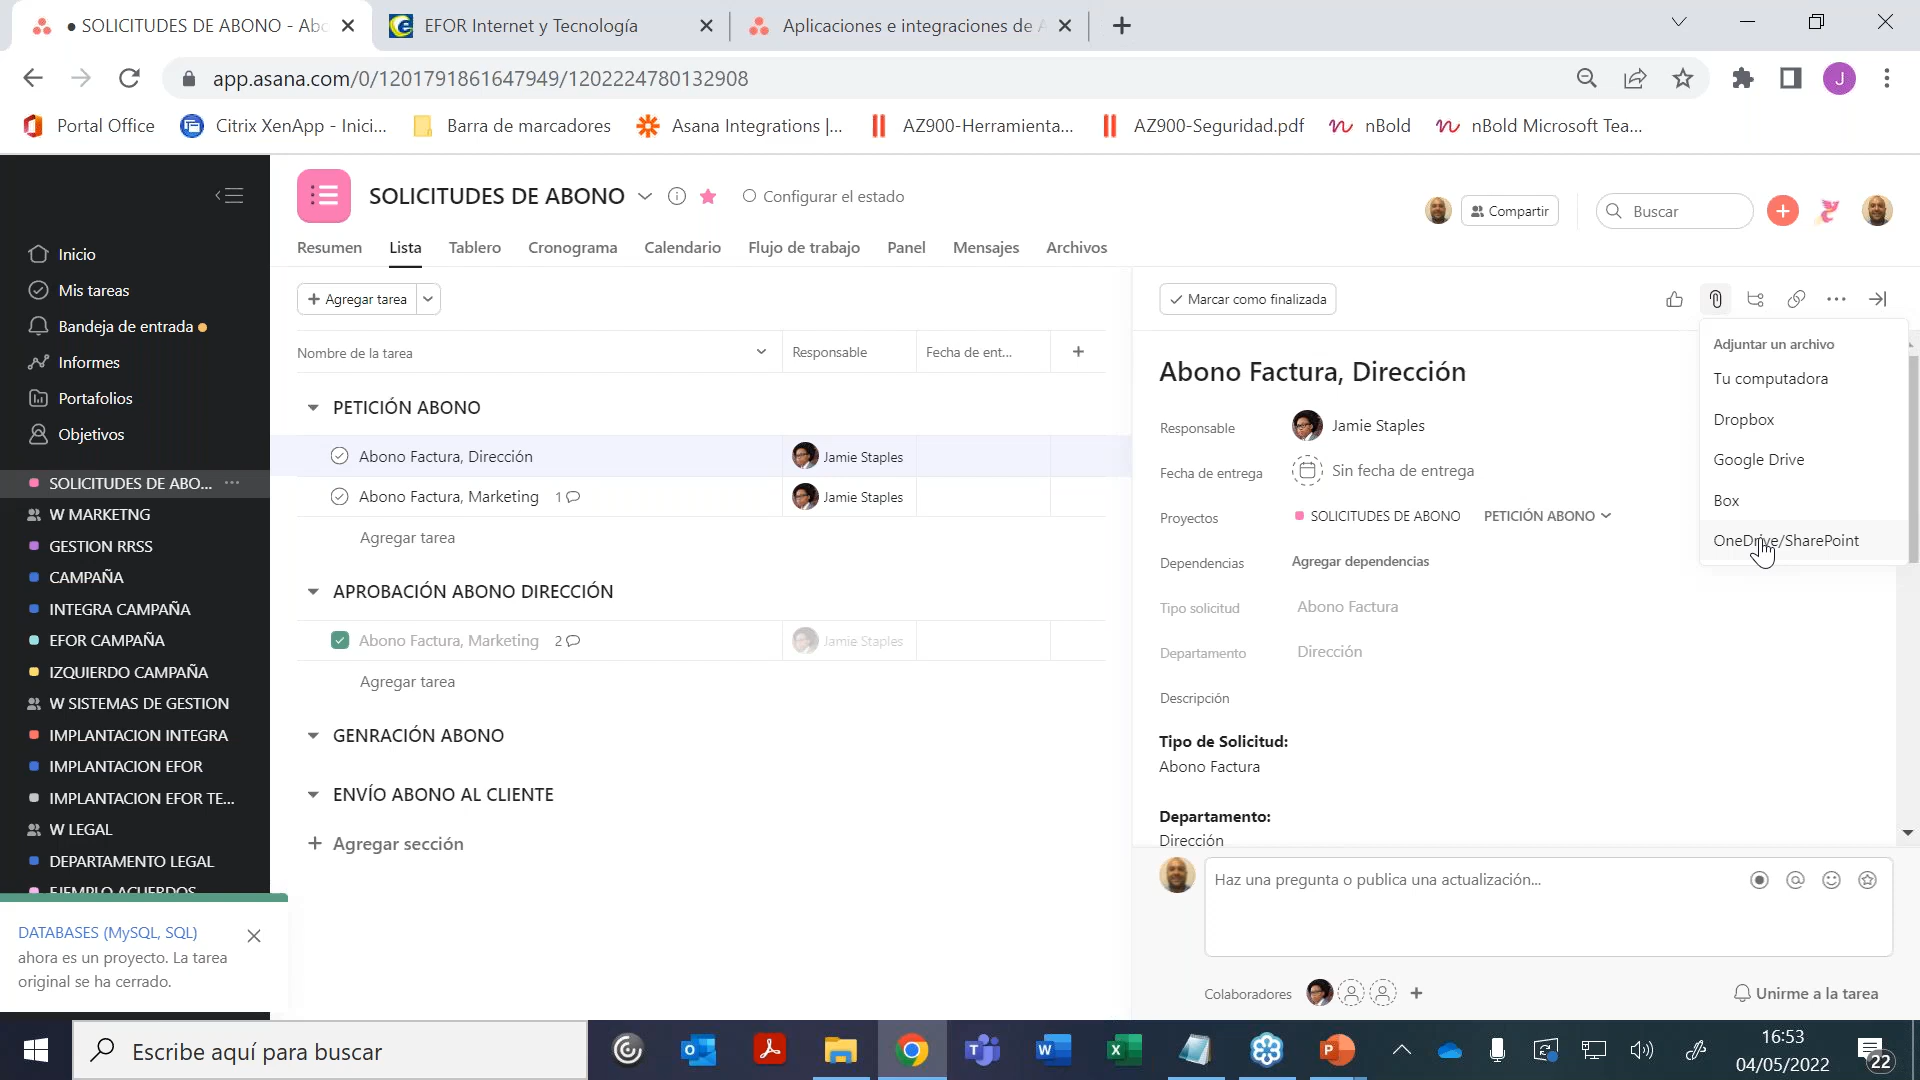 • SOLICITUDES DE ABONO - Abo
EFOR Internet y Tecnología
Aplicaciones e integraciones de A
app.asana.com/0/1201791861647949/1202224780132908
J
Portal Office
Citrix XenApp - Inici...
Barra de marcadores
Asana Integrations |...
AZ900-Herramienta...
AZ900-Seguridad.pdf
nBold
nBold Microsoft Tea...
Inicio
Mis tareas
Bandeja de entrada
Informes
Portafolios
Objetivos
SOLICITUDES DE ABO...
W MARKETNG
GESTION RRSS
CAMPAÑA
INTEGRA CAMPAÑA
EFOR CAMPAÑA
IZQUIERDO CAMPAÑA
W SISTEMAS DE GESTION
IMPLANTACION INTEGRA
IMPLANTACION EFOR
IMPLANTACION EFOR TE...
W LEGAL
DEPARTAMENTO LEGAL
EJEMPLO ACUERDOS
DATABASES (MySQL, SQL)
ahora es un proyecto. La tarea
original se ha cerrado.
SOLICITUDES DE ABONO
Configurar el estado
Compartir
Buscar
Resumen
Lista
Tablero
Cronograma
Calendario
Flujo de trabajo
Panel
Mensajes
Archivos
+ Agregar tarea
Nombre de la tarea
Responsable
Fecha de ent...
PETICIÓN ABONO
Abono Factura, Dirección
Jamie Staples
Abono Factura, Marketing 1
Jamie Staples
Agregar tarea
APROBACIÓN ABONO DIRECCIÓN
Abono Factura, Marketing 2
Jamie Staples
Agregar tarea
GENRACIÓN ABONO
ENVÍO ABONO AL CLIENTE
+ Agregar sección
Marcar como finalizada
Adjuntar un archivo
Tu computadora
Dropbox
Google Drive
Box
OneDrive/SharePoint
Abono Factura, Dirección
Responsable
Jamie Staples
Fecha de entrega
Sin fecha de entrega
Proyectos
SOLICITUDES DE ABONO
PETICIÓN ABONO
Dependencias
Agregar dependencias
Tipo solicitud
Abono Factura
Departamento
Dirección
Descripción
Tipo de Solicitud:
Abono Factura
Departamento:
Dirección
Haz una pregunta o publica una actualización...
Colaboradores
Unirme a la tarea
Escribe aquí para buscar
16:53
04/05/2022
22